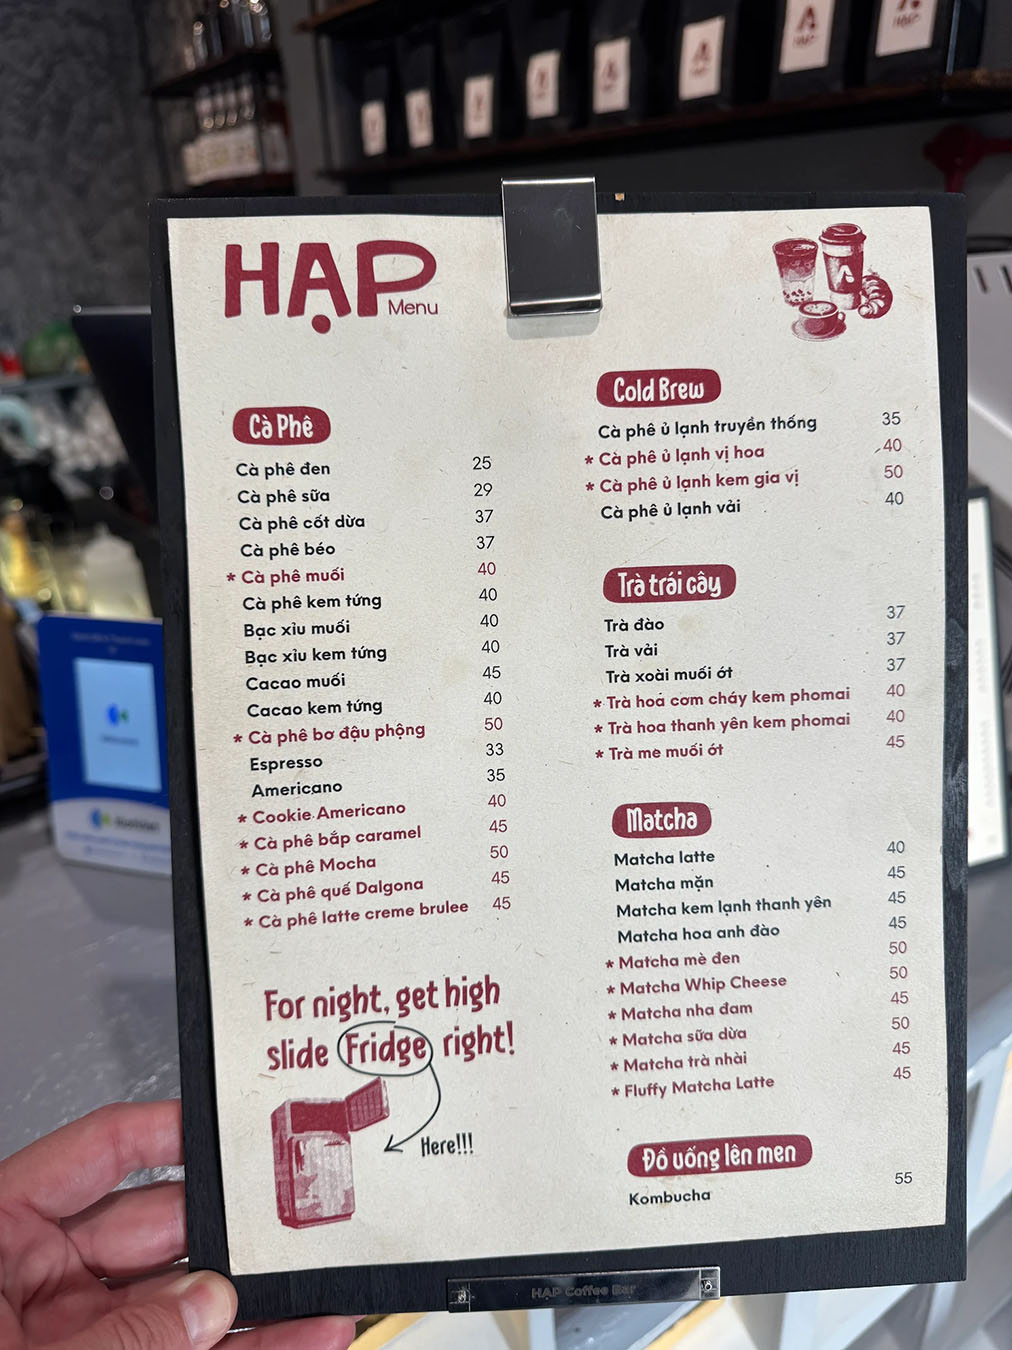 HẠP
Menu
Cà Phê
Cà phê đen 25
Cà phê sữa 29
Cà phê cốt dừa 37
Cà phê béo 37
* Cà phê muối 40
Cà phê kem tứng 40
Bạc xỉu muối 40
Bạc xỉu kem tứng 40
Cacao muối 45
Cacao kem tứng 40
* Cà phê bơ đậu phộng 50
Espresso 33
Americano 35
* Cookie Americano 40
* Cà phê bắp caramel 45
* Cà phê Mocha 50
* Cà phê quế Dalgona 45
* Cà phê latte creme brulee 45
For night, get high
slide Fridge right!
Here!!!
Cold Brew
Cà phê ủ lạnh truyền thống 35
* Cà phê ủ lạnh vị hoa 40
* Cà phê ủ lạnh kem gia vị 50
Cà phê ủ lạnh vải 40
Trà trái cây
Trà đào 37
Trà vải 37
Trà xoài muối ớt 37
* Trà hoa cơm cháy kem phomai 40
* Trà hoa thanh yên kem phomai 40
* Trà me muối ớt 45
Matcha
Matcha latte 40
Matcha mặn 45
Matcha kem lạnh thanh yên 45
Matcha hoa anh đào 45
* Matcha mè đen 50
* Matcha Whip Cheese 50
* Matcha nha đam 45
* Matcha sữa dừa 50
* Matcha trà nhài 45
* Fluffy Matcha Latte 45
Đồ uống lên men
Kombucha 55
HẠP Coffee Bar